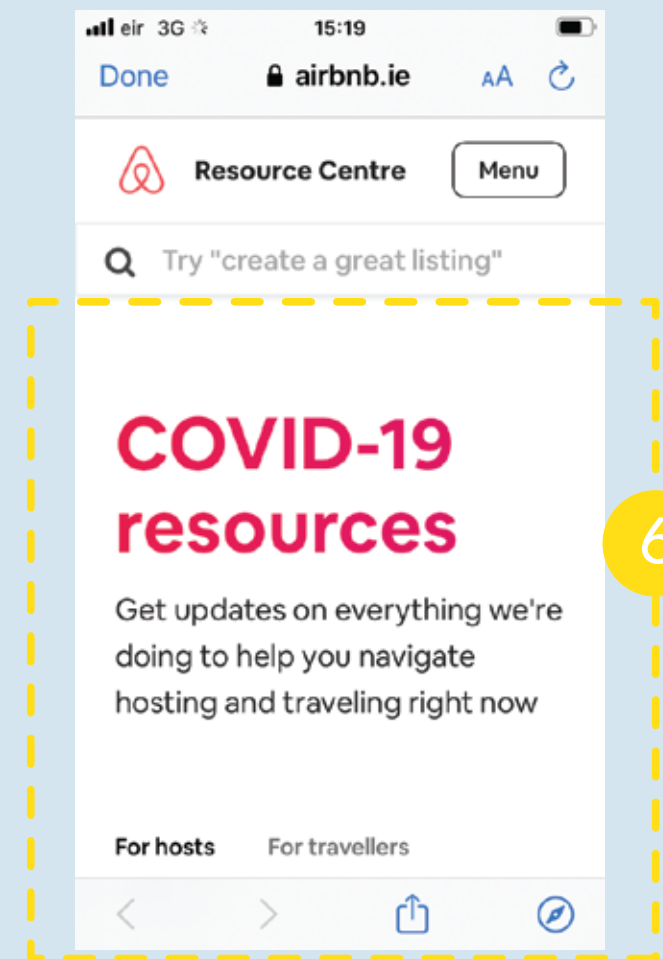 eir 3G 15:19
Done airbnb.ie AA
Resource Centre Menu
Try "create a great listing"
COVID-19
resources
6
Get updates on everything we're
doing to help you navigate
hosting and traveling right now
For hosts For travellers